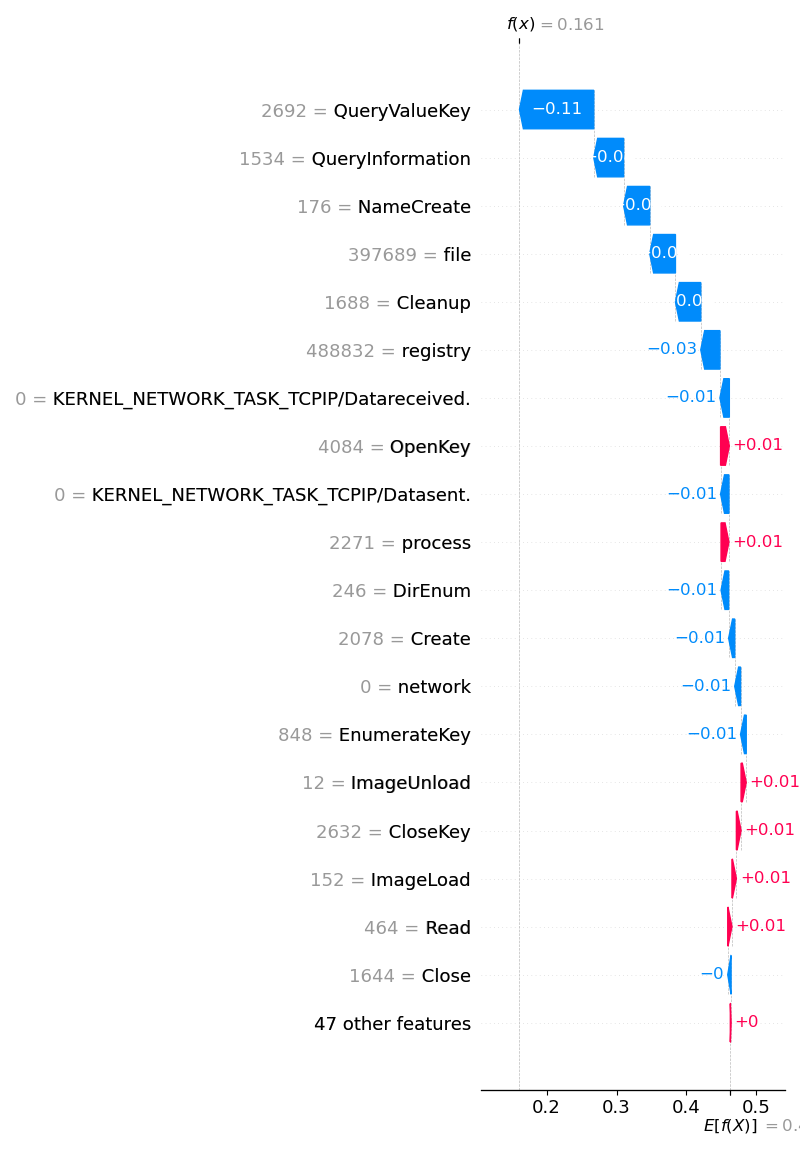 f(x) = 0.161
2692 = QueryValueKey −0.11
1534 = QueryInformation
176 = NameCreate
397689 = file
1688 = Cleanup
488832 = registry −0.03
0 = KERNEL_NETWORK_TASK_TCPIP/Datareceived. −0.01
4084 = OpenKey +0.01
0 = KERNEL_NETWORK_TASK_TCPIP/Datasent. −0.01
2271 = process +0.01
246 = DirEnum −0.01
2078 = Create −0.01
0 = network −0.01
848 = EnumerateKey −0.01
12 = ImageUnload +0.01
2632 = CloseKey +0.01
152 = ImageLoad +0.01
464 = Read +0.01
1644 = Close −0
47 other features +0
0.2 0.3 0.4 0.5
E[f(X)] =